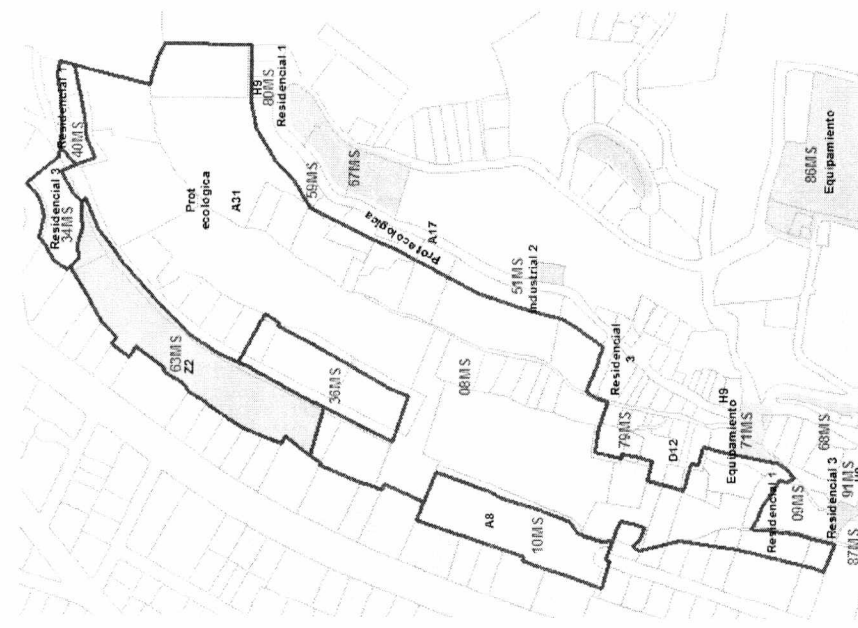 Residencial 3
34MS
Residencial 1
40MS
63MS
Z2
Prot
ecologica
A31
H9
80MS
Residencial 1
59MS
67MS
36MS
Protecologica
A17
08MS
51MS
Industrial 2
A8
10MS
Residencial
3
79MS
D12
H9
Equipamiento
71MS
86MS
Equipamiento
Residencial 1
09MS
Residencial 3
68MS
91MS
87MS